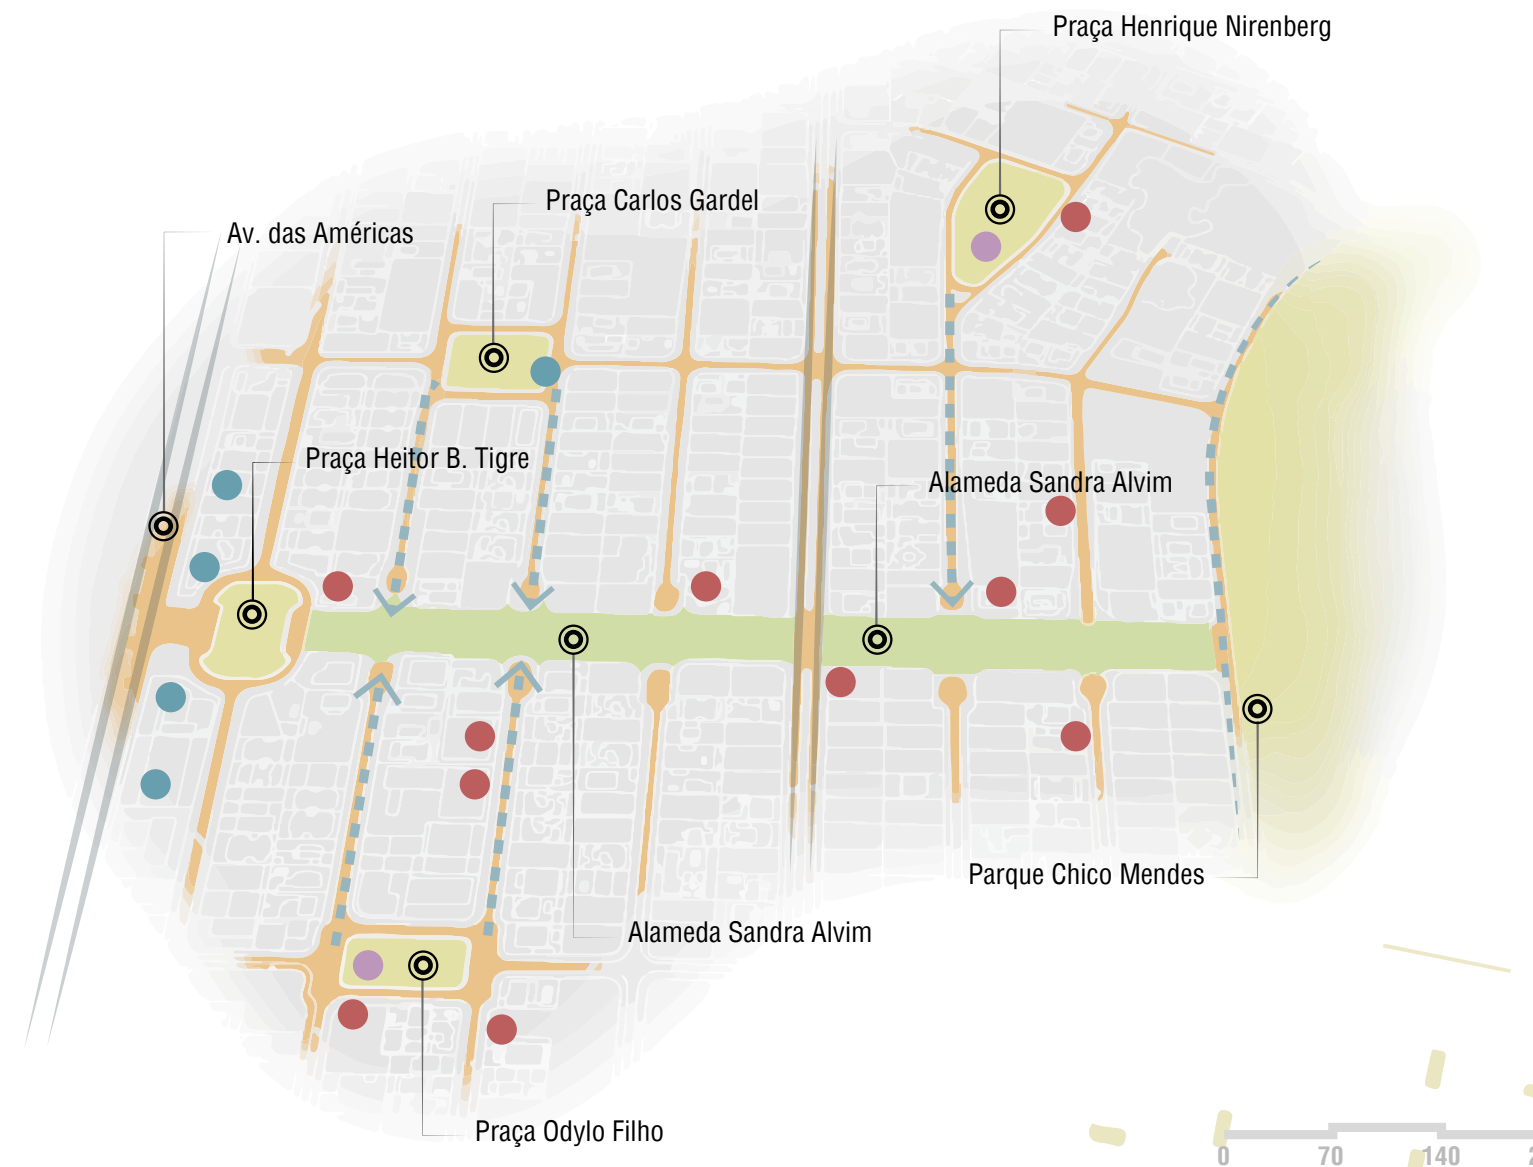 Praça Henrique Nirenberg
Praça Carlos Gardel
Av. das Américas
Praça Heitor B. Tigre
Alameda Sandra Alvim
Parque Chico Mendes
Alameda Sandra Alvim
Praça Odylo Filho
0 70 140